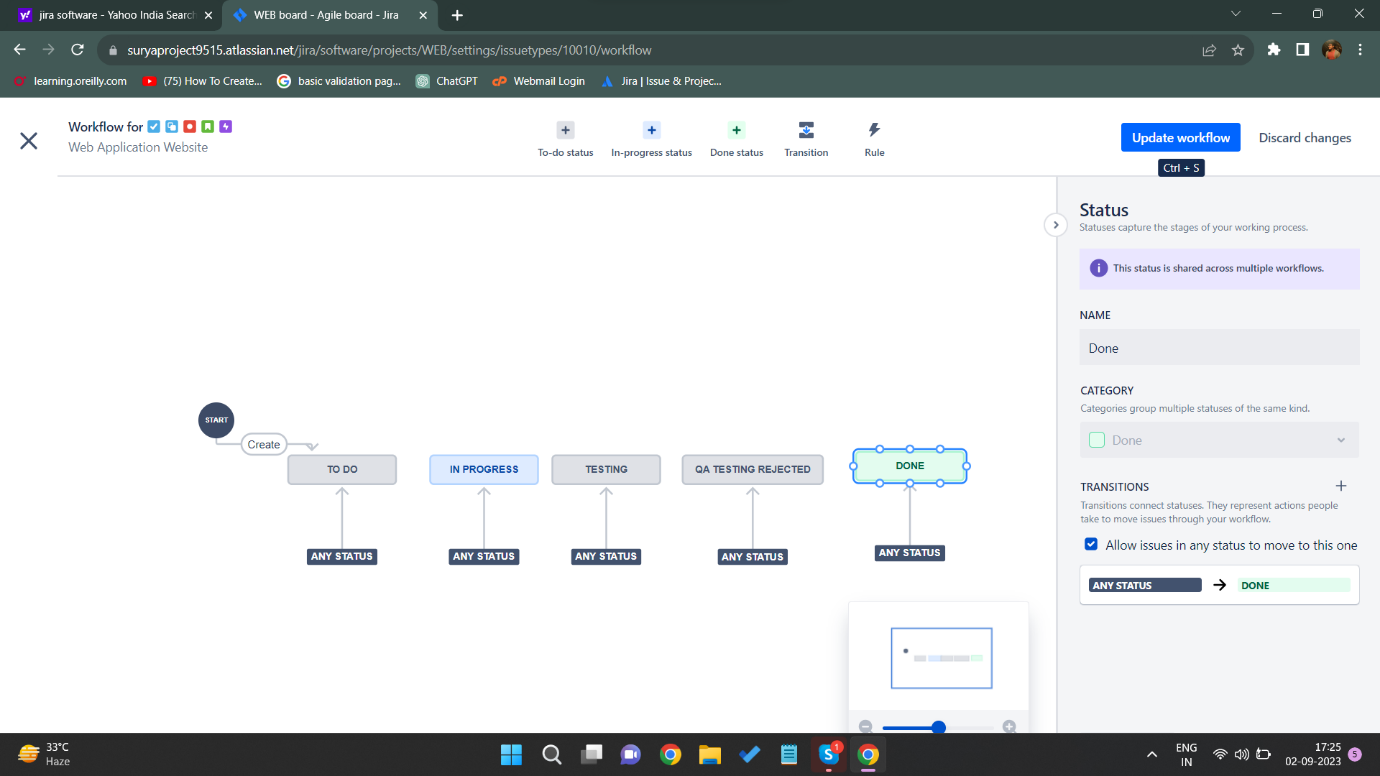 jira software - Yahoo India Search
WEB board - Agile board - Jira
suryaproject9515.atlassian.net/jira/software/projects/WEB/settings/issuetypes/10010/workflow
learning.oreilly.com
(75) How To Create...
basic validation pag...
ChatGPT
Webmail Login
Jira | Issue & Projec...
Workflow for
Web Application Website
To-do status
In-progress status
Done status
Transition
Rule
Update workflow
Discard changes
Ctrl + S
Status
Statuses capture the stages of your working process.
This status is shared across multiple workflows.
NAME
Done
CATEGORY
Categories group multiple statuses of the same kind.
Done
TRANSITIONS
Transitions connect statuses. They represent actions people
take to move issues through your workflow.
Allow issues in any status to move to this one
ANY STATUS → DONE
START
Create
TO DO
IN PROGRESS
TESTING
QA TESTING REJECTED
DONE
ANY STATUS
ANY STATUS
ANY STATUS
ANY STATUS
ANY STATUS
33°C
Haze
1
ENG
IN
17:25
02-09-2023
5